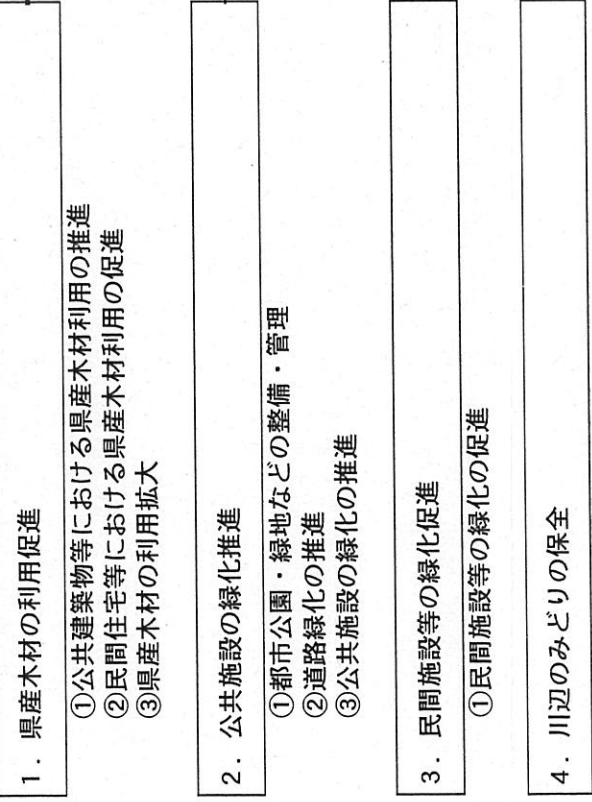 1．県産木材の利用促進
①公共建築物等における県産木材利用の推進
②民間住宅等における県産木材利用の促進
③県産木材の利用拡大
2．公共施設の緑化推進
①都市公園・緑地などの整備・管理
②道路緑化の推進
③公共施設の緑化の推進
3．民間施設等の緑化促進
①民間施設等の緑化の促進
4．川辺のみどりの保全